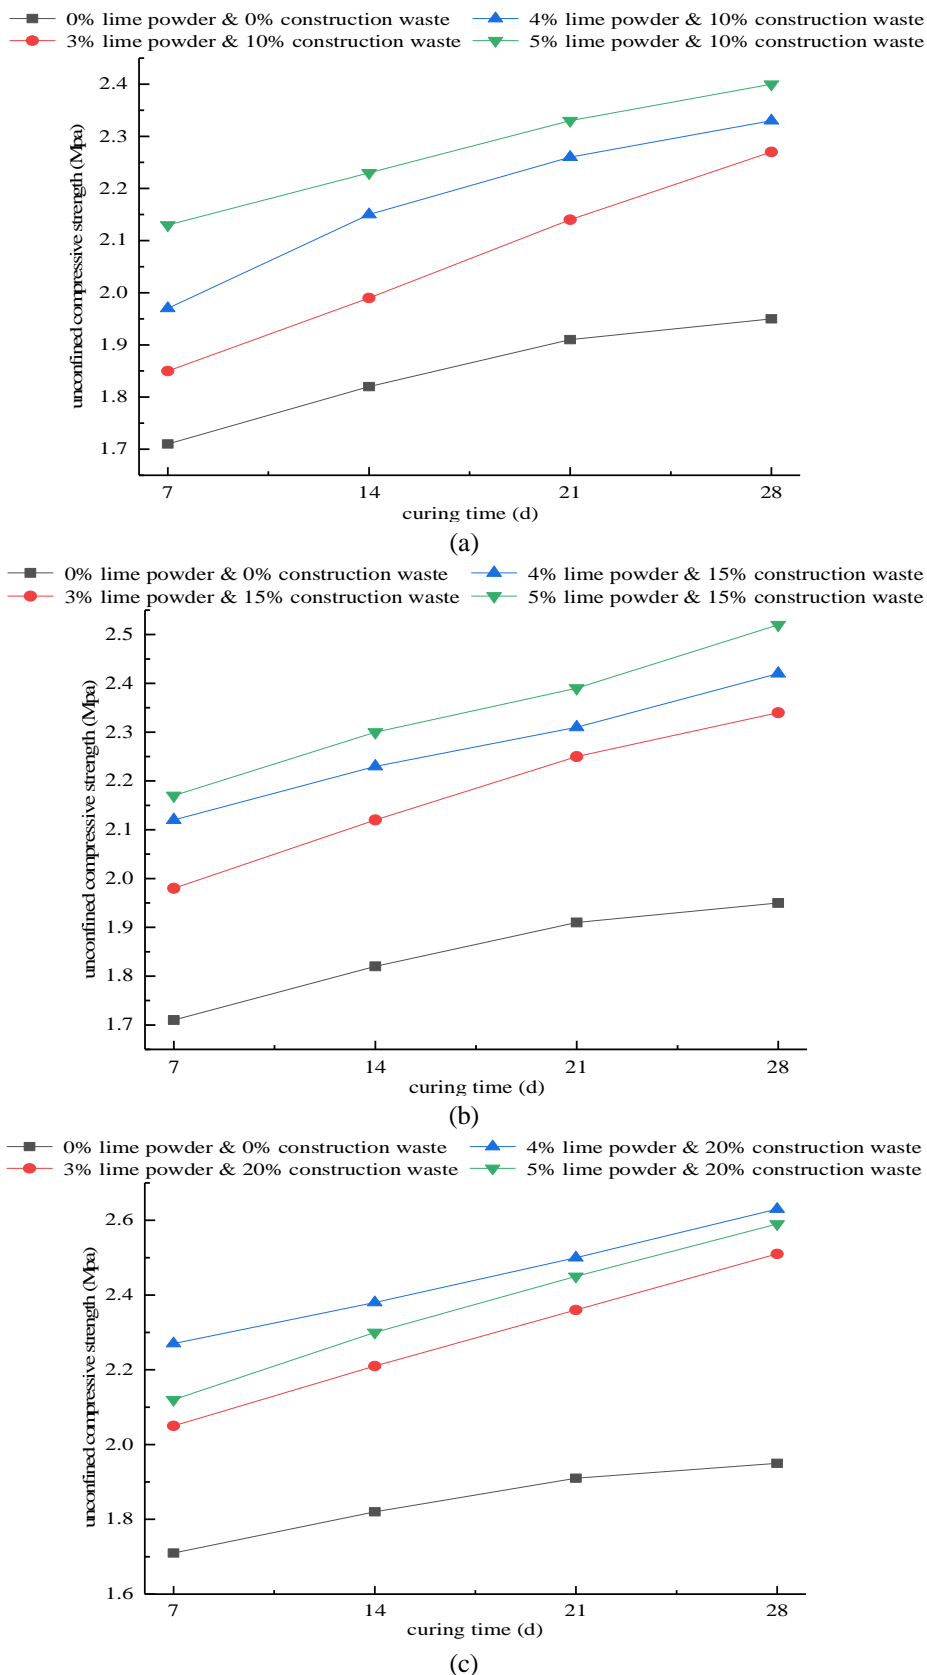 0% lime powder & 0% construction waste 4% lime powder & 10% construction waste
3% lime powder & 10% construction waste 5% lime powder & 10% construction waste
unconfined compressive strength (Mpa)
2.4
2.3
2.2
2.1
2.0
1.9
1.8
1.7
7 14 21 28
curing time (d)
(a)
0% lime powder & 0% construction waste 4% lime powder & 15% construction waste
3% lime powder & 15% construction waste 5% lime powder & 15% construction waste
unconfined compressive strength (Mpa)
2.5
2.4
2.3
2.2
2.1
2.0
1.9
1.8
1.7
7 14 21 28
curing time (d)
(b)
0% lime powder & 0% construction waste 4% lime powder & 20% construction waste
3% lime powder & 20% construction waste 5% lime powder & 20% construction waste
unconfined compressive strength (Mpa)
2.6
2.4
2.2
2.0
1.8
1.6
7 14 21 28
curing time (d)
(c)